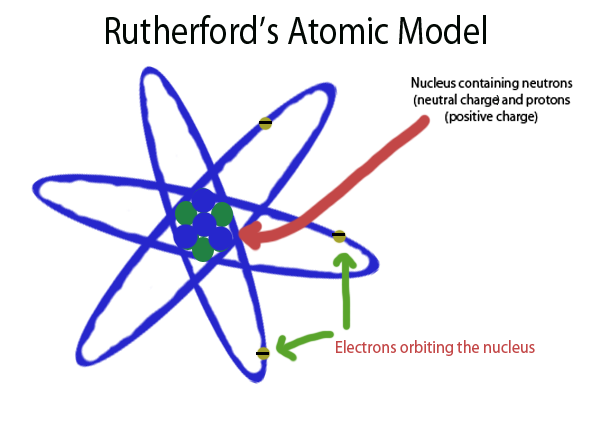 Rutherford's Atomic Model
Nucleus containing neutrons
(neutral charge) and protons
(positive charge)
Electrons orbiting the nucleus